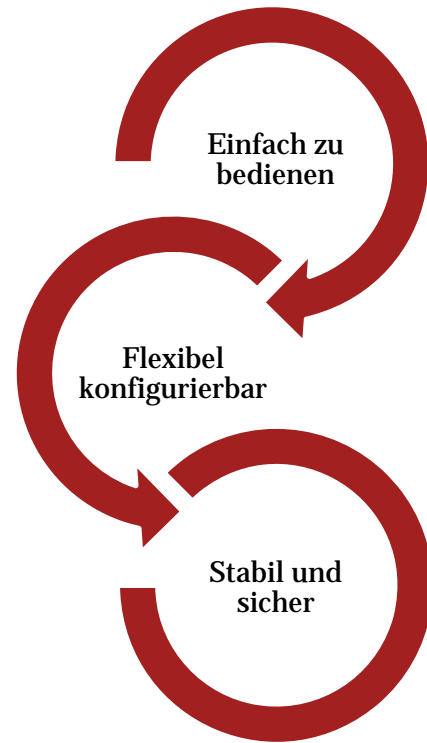 Einfach zu
bedienen
Flexibel
konfigurierbar
Stabil und
sicher